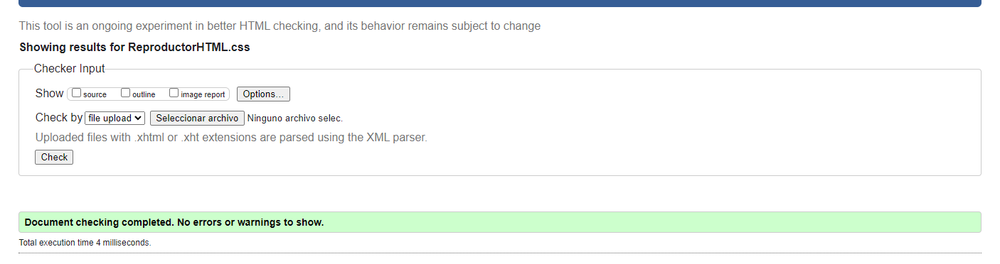 This tool is an ongoing experiment in better HTML checking, and its behavior remains subject to change
Showing results for ReproductorHTML.css
Checker Input
Show source outline image report Options...
Check by file upload Seleccionar archivo Ninguno archivo selec.
Uploaded files with .xhtml or .xht extensions are parsed using the XML parser.
Check
Document checking completed. No errors or warnings to show.
Total execution time 4 milliseconds.